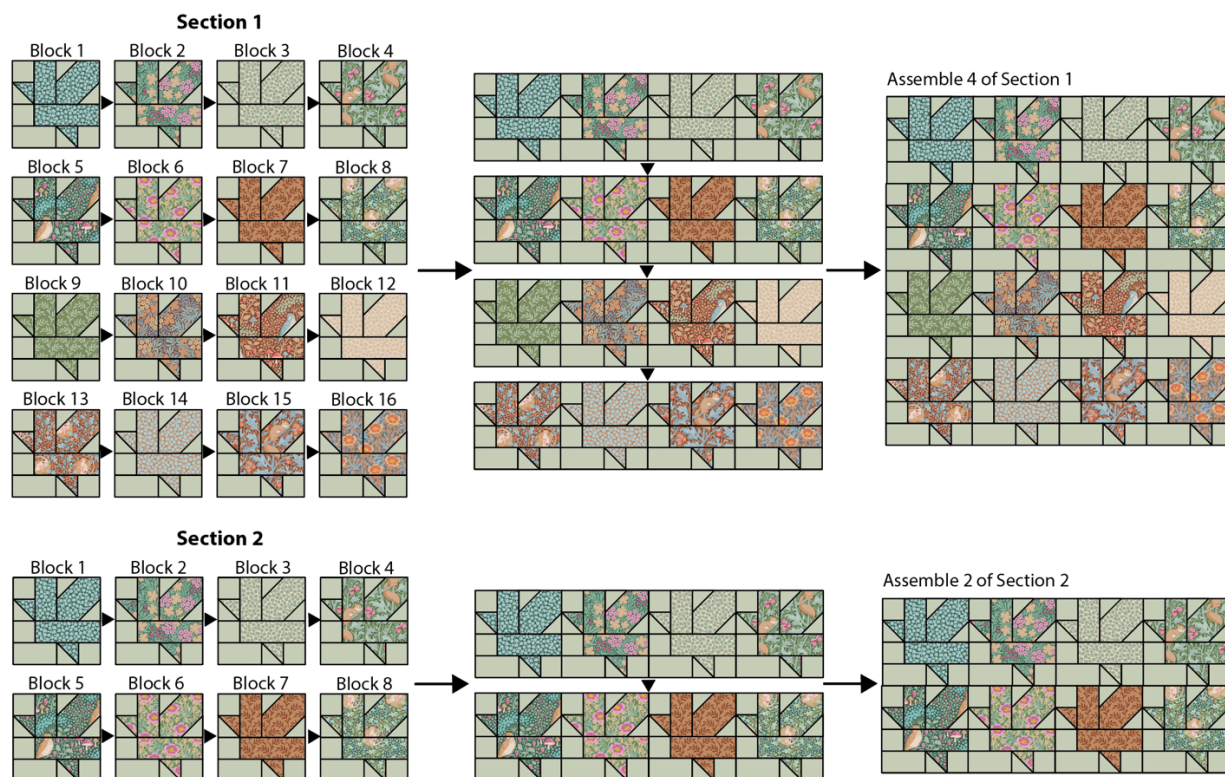 Section 1
Block 1 Block 2 Block 3 Block 4
Assemble 4 of Section 1
Block 5 Block 6 Block 7 Block 8
Block 9 Block 10 Block 11 Block 12
Block 13 Block 14 Block 15 Block 16
Section 2
Block 1 Block 2 Block 3 Block 4
Assemble 2 of Section 2
Block 5 Block 6 Block 7 Block 8